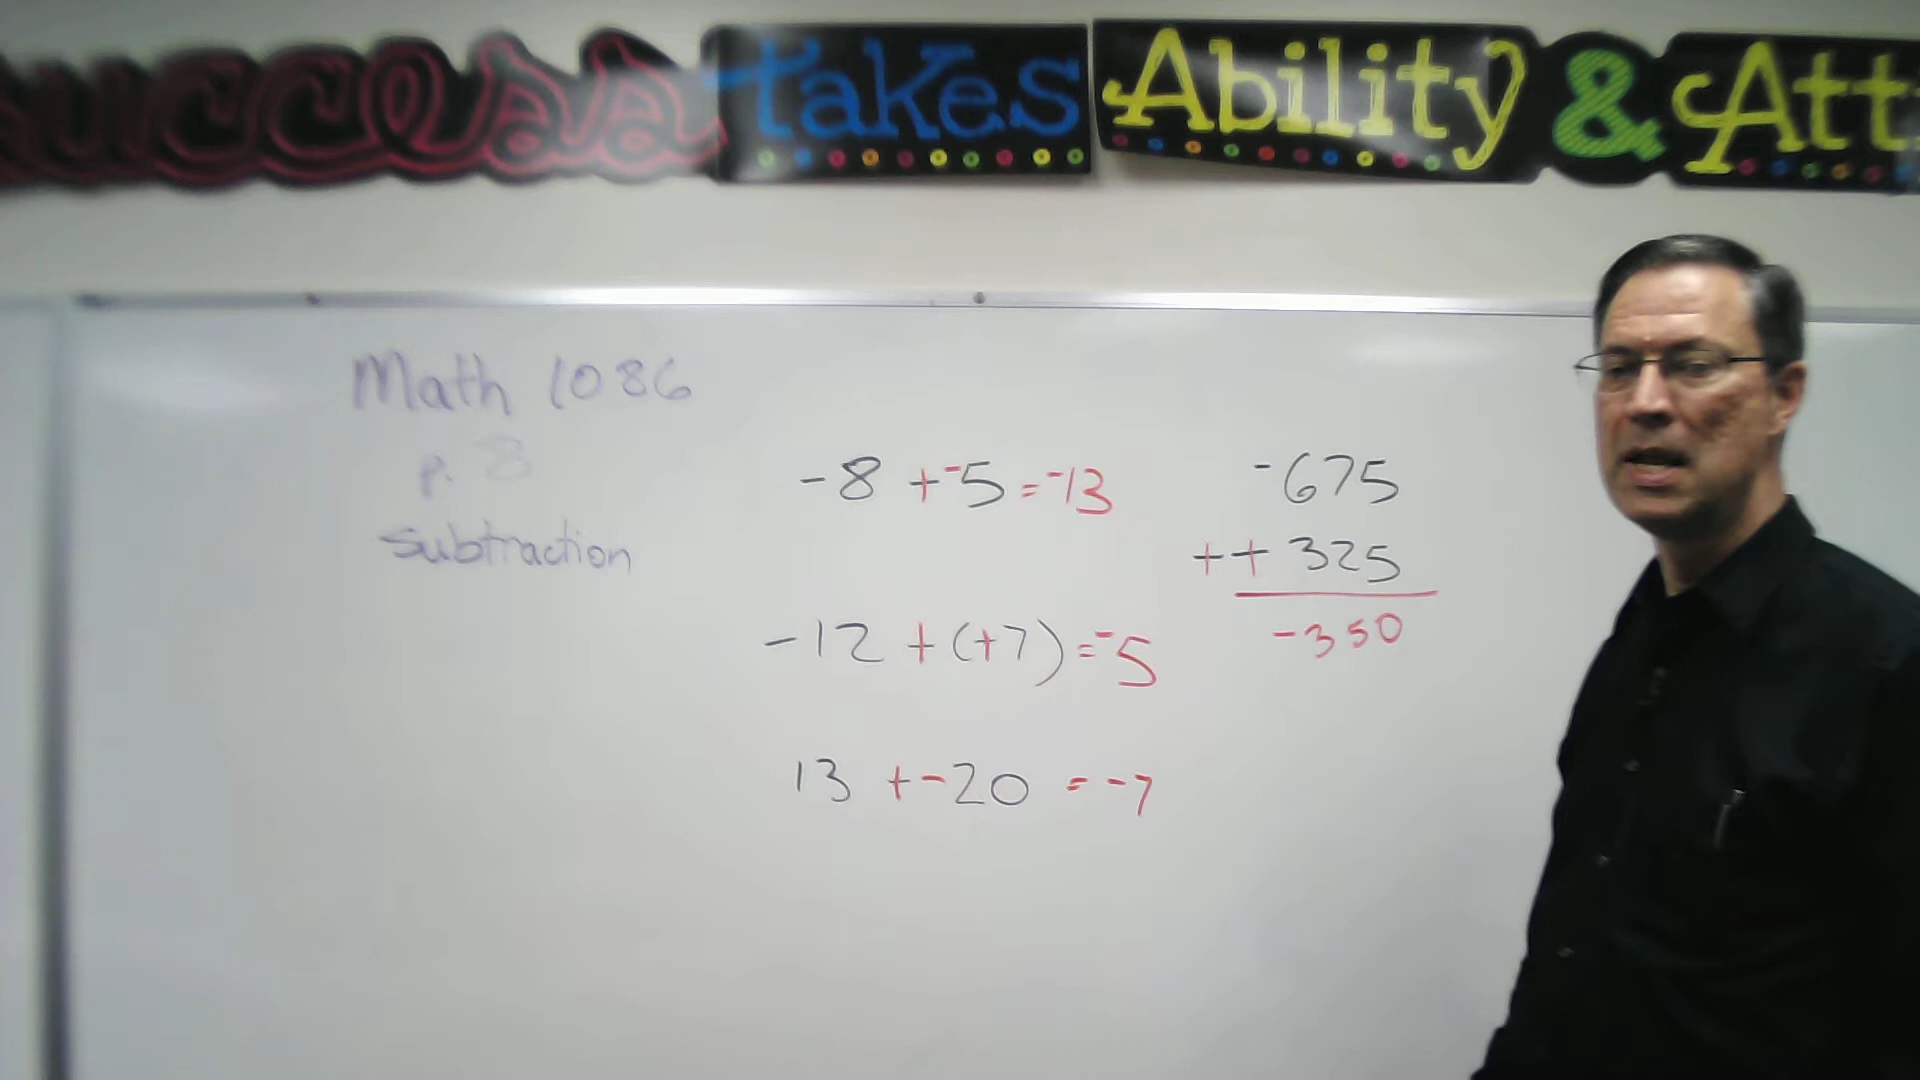 Success takes Ability & Att
Math 1086
p. 8
subtraction
-8 + -5 = -13
-12 + (+7) = -5
13 + -20 = -7
-675
+ + 325
-350